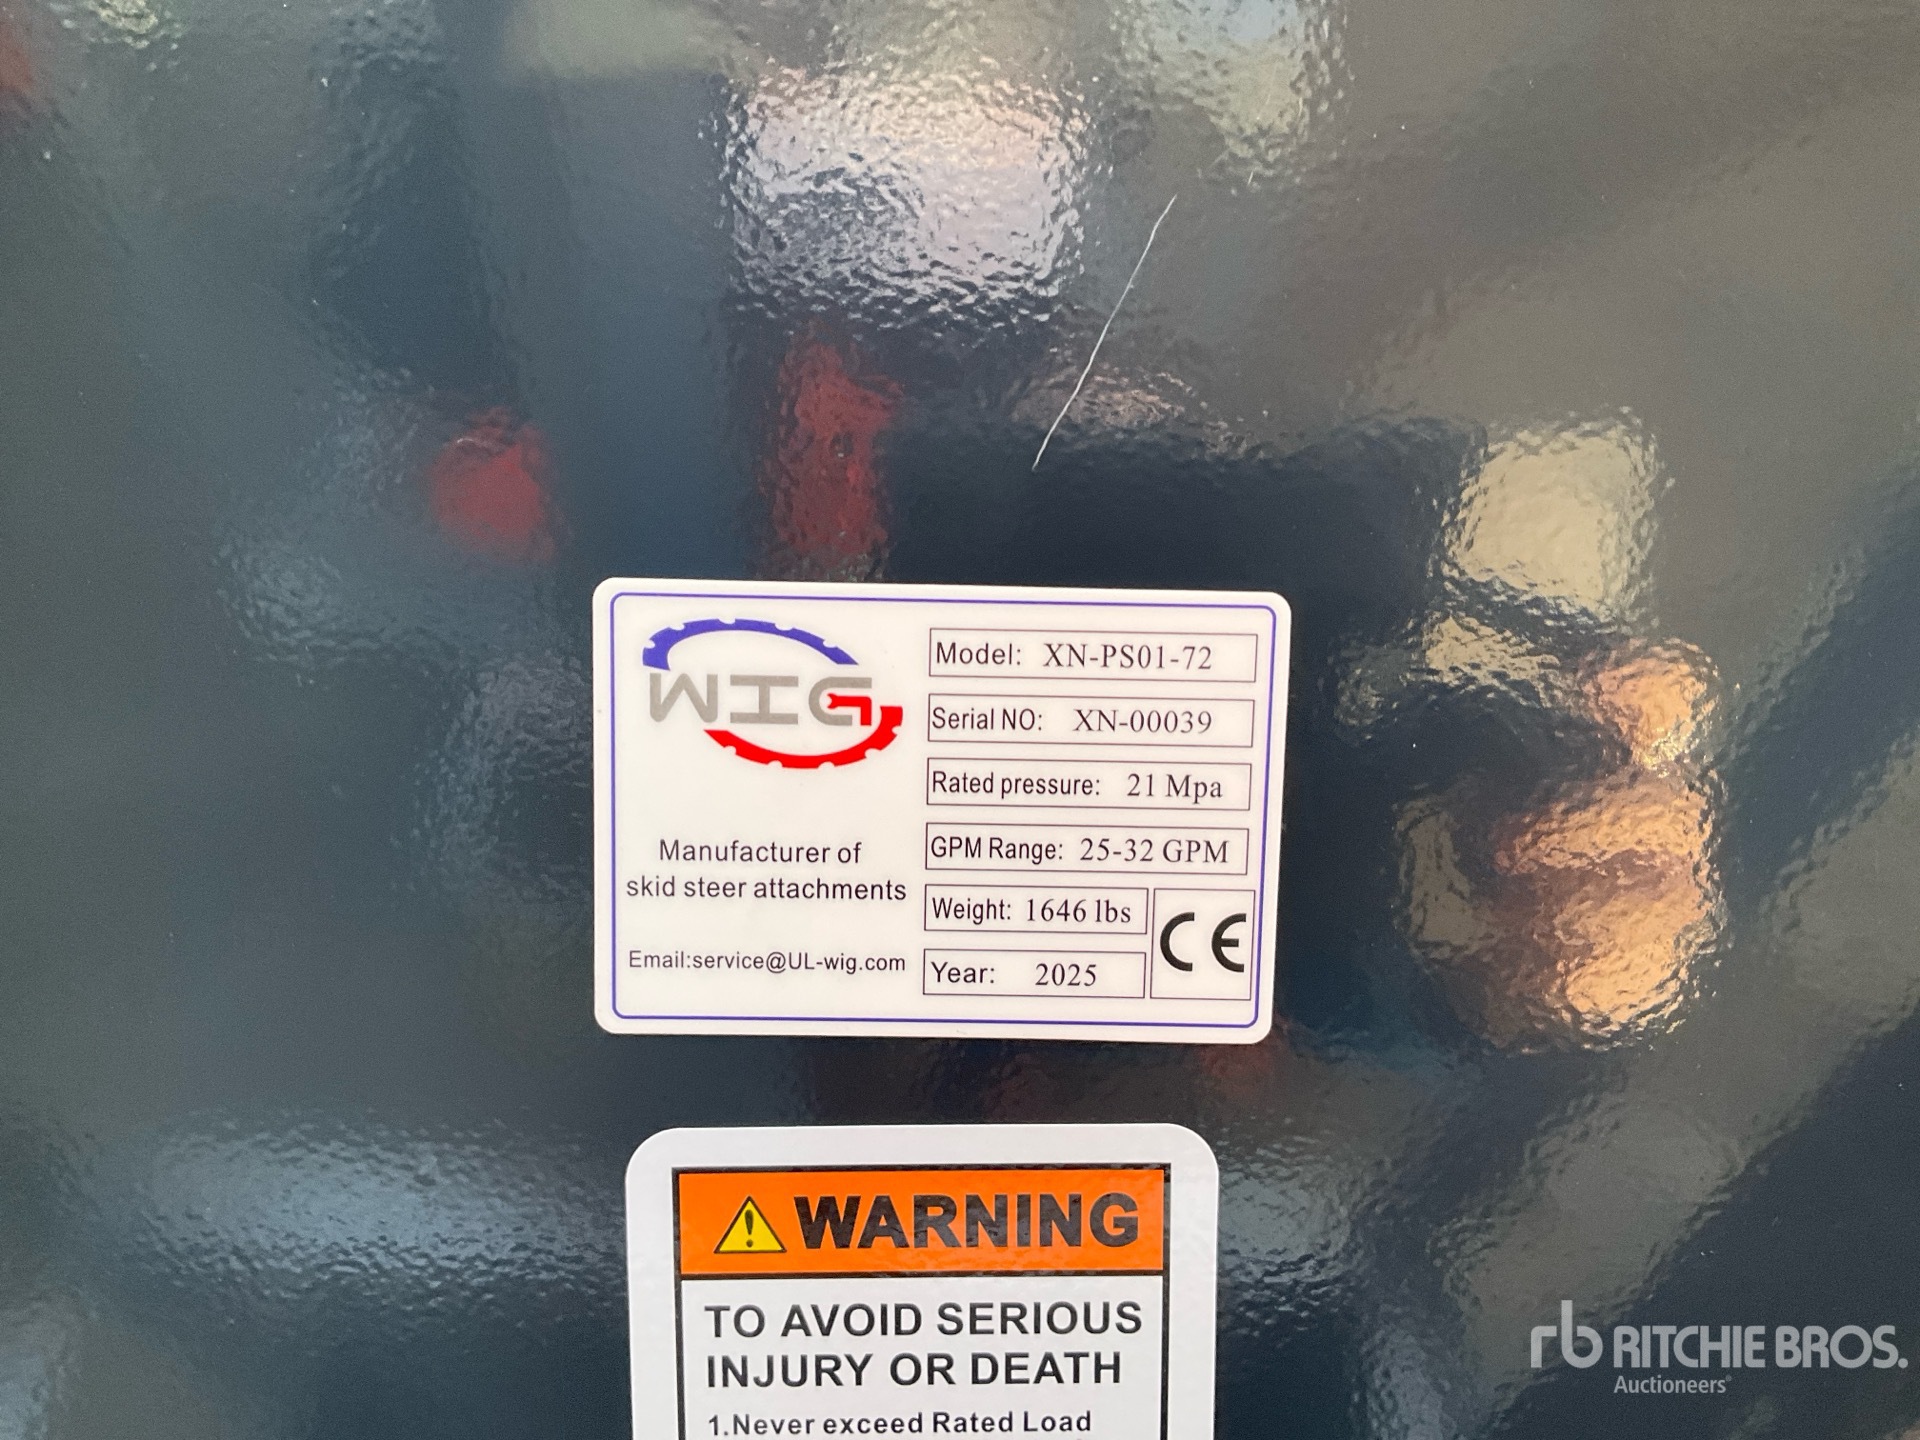 WIG
Manufacturer of
skid steer attachments
Email:service@UL-wig.com
Model: XN-PS01-72
Serial NO: XN-00039
Rated pressure: 21 Mpa
GPM Range: 25-32 GPM
Weight: 1646 lbs
Year: 2025
CE
WARNING
TO AVOID SERIOUS
INJURY OR DEATH
1.Never exceed Rated Load
rb RITCHIE BROS.
Auctioneers